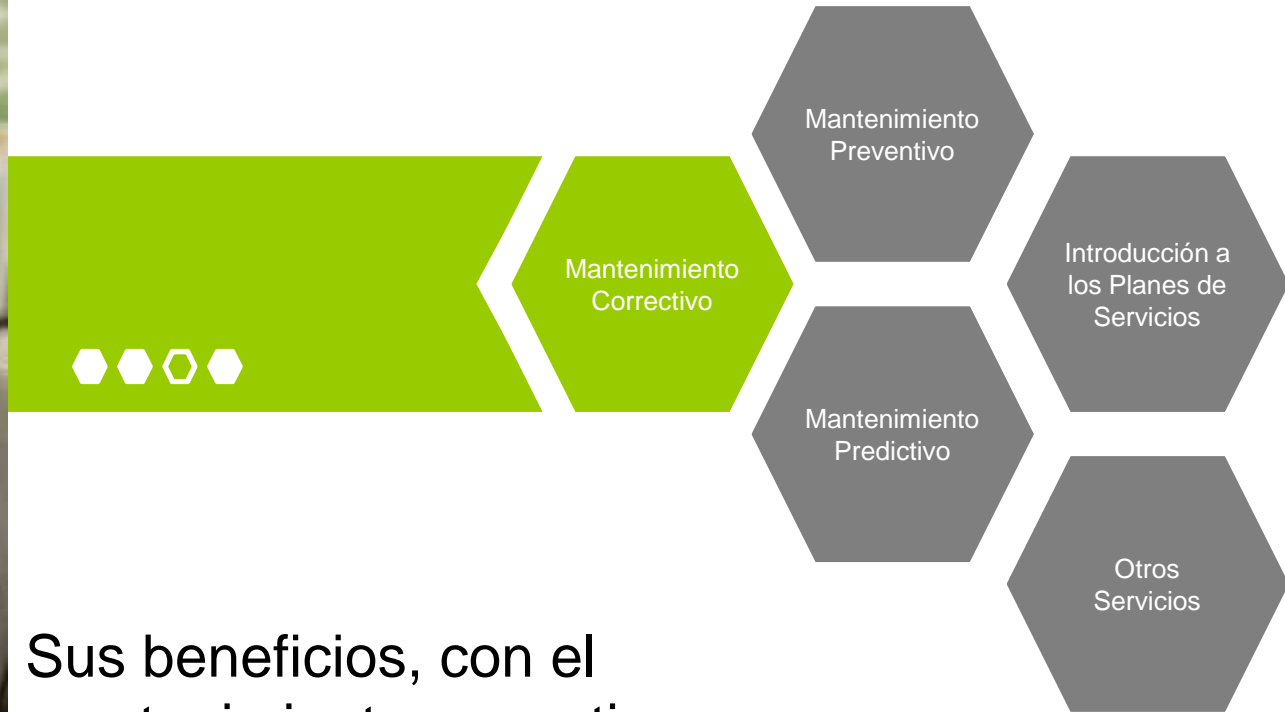 Mantenimiento
Preventivo
Mantenimiento
Correctivo
Introducción a
los Planes de
Servicios
Mantenimiento
Predictivo
Otros
Servicios
Sus beneficios, con el